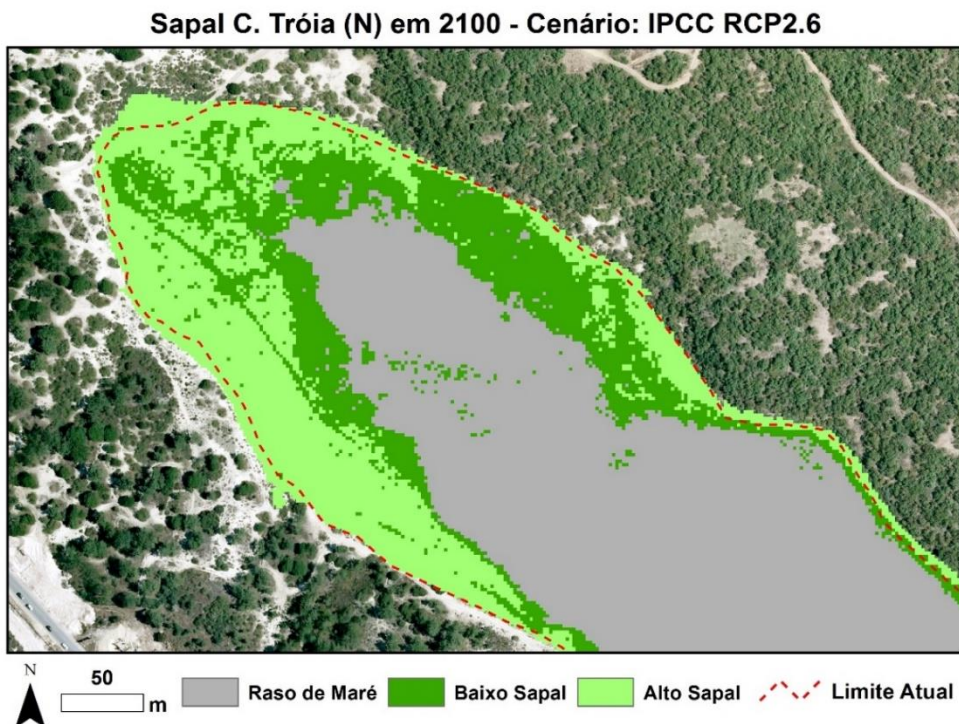 Sapal C. Tróia (N) em 2100 - Cenário: IPCC RCP2.6
N
50
m
Raso de Maré
Baixo Sapal
Alto Sapal
Limite Atual